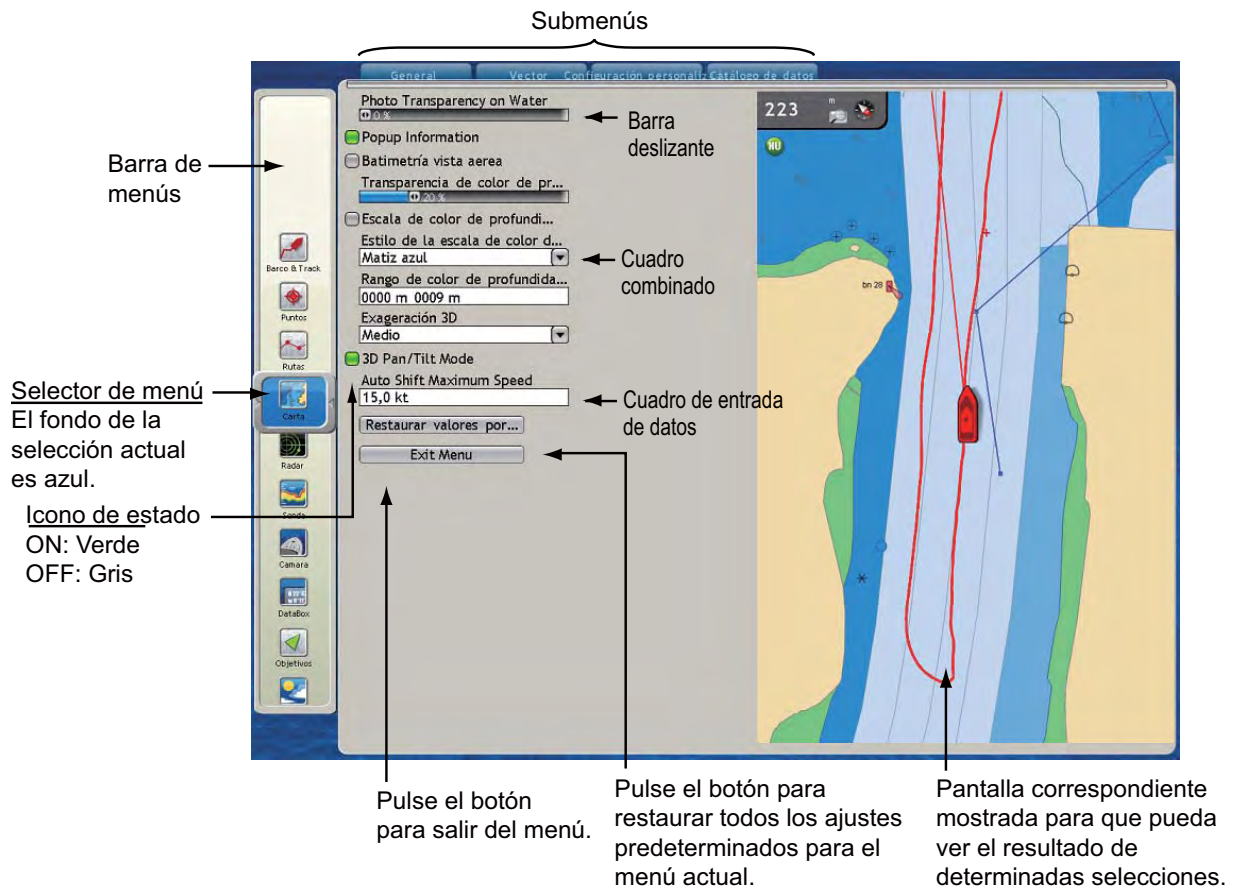 Submenús
General
Vector
Configuración personaliz
Catálogo de datos
Photo Transparency on Water
0 %
Popup Information
Batimetría vista aerea
Transparencia de color de pr...
20 %
Escala de color de profundi...
Estilo de la escala de color d...
Matiz azul
Rango de color de profundida...
0000 m 0009 m
Exageración 3D
Medio
3D Pan/Tilt Mode
Auto Shift Maximum Speed
15,0 kt
Restaurar valores por...
Exit Menu
Barra
deslizante
Cuadro
combinado
Cuadro de entrada
de datos
Barra de
menús
Barco & Track
Puntos
Rutas
Carta
Radar
Sonda
Camara
DataBox
Objetivos
Selector de menú
El fondo de la
selección actual
es azul.
Icono de estado
ON: Verde
OFF: Gris
223
m
NU
bn 28
Pulse el botón
para salir del menú.
Pulse el botón para
restaurar todos los ajustes
predeterminados para el
menú actual.
Pantalla correspondiente
mostrada para que pueda
ver el resultado de
determinadas selecciones.